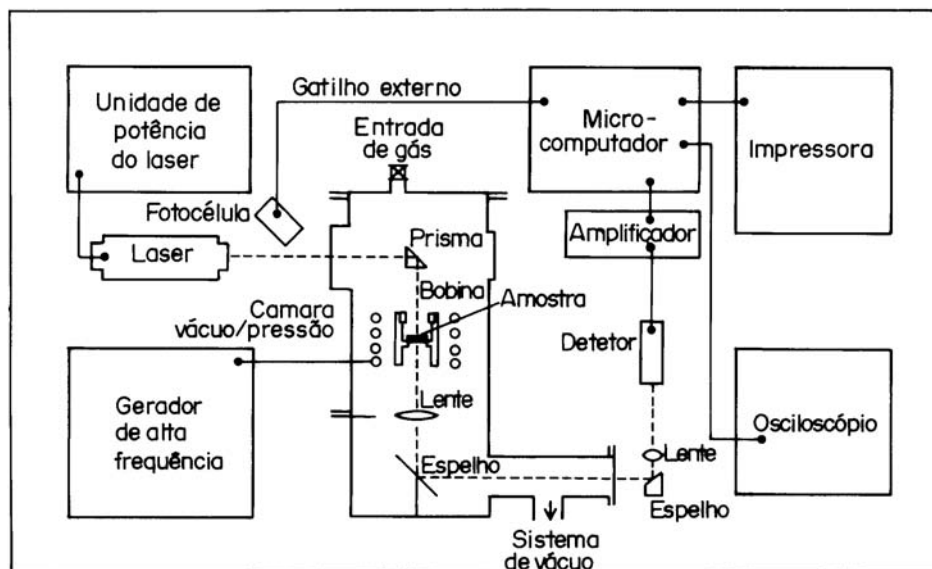 Unidade de
potência
do laser
Gatilho externo
Entrada
de gás
Micro-
computador
Impressora
Fotocélula
Laser
Prisma
Amplificador
Bobina
Amostra
Camara
vácuo/pressão
Detetor
Gerador
de alta
frequência
Lente
Espelho
Lente
Espelho
Osciloscópio
Sistema
de vácuo